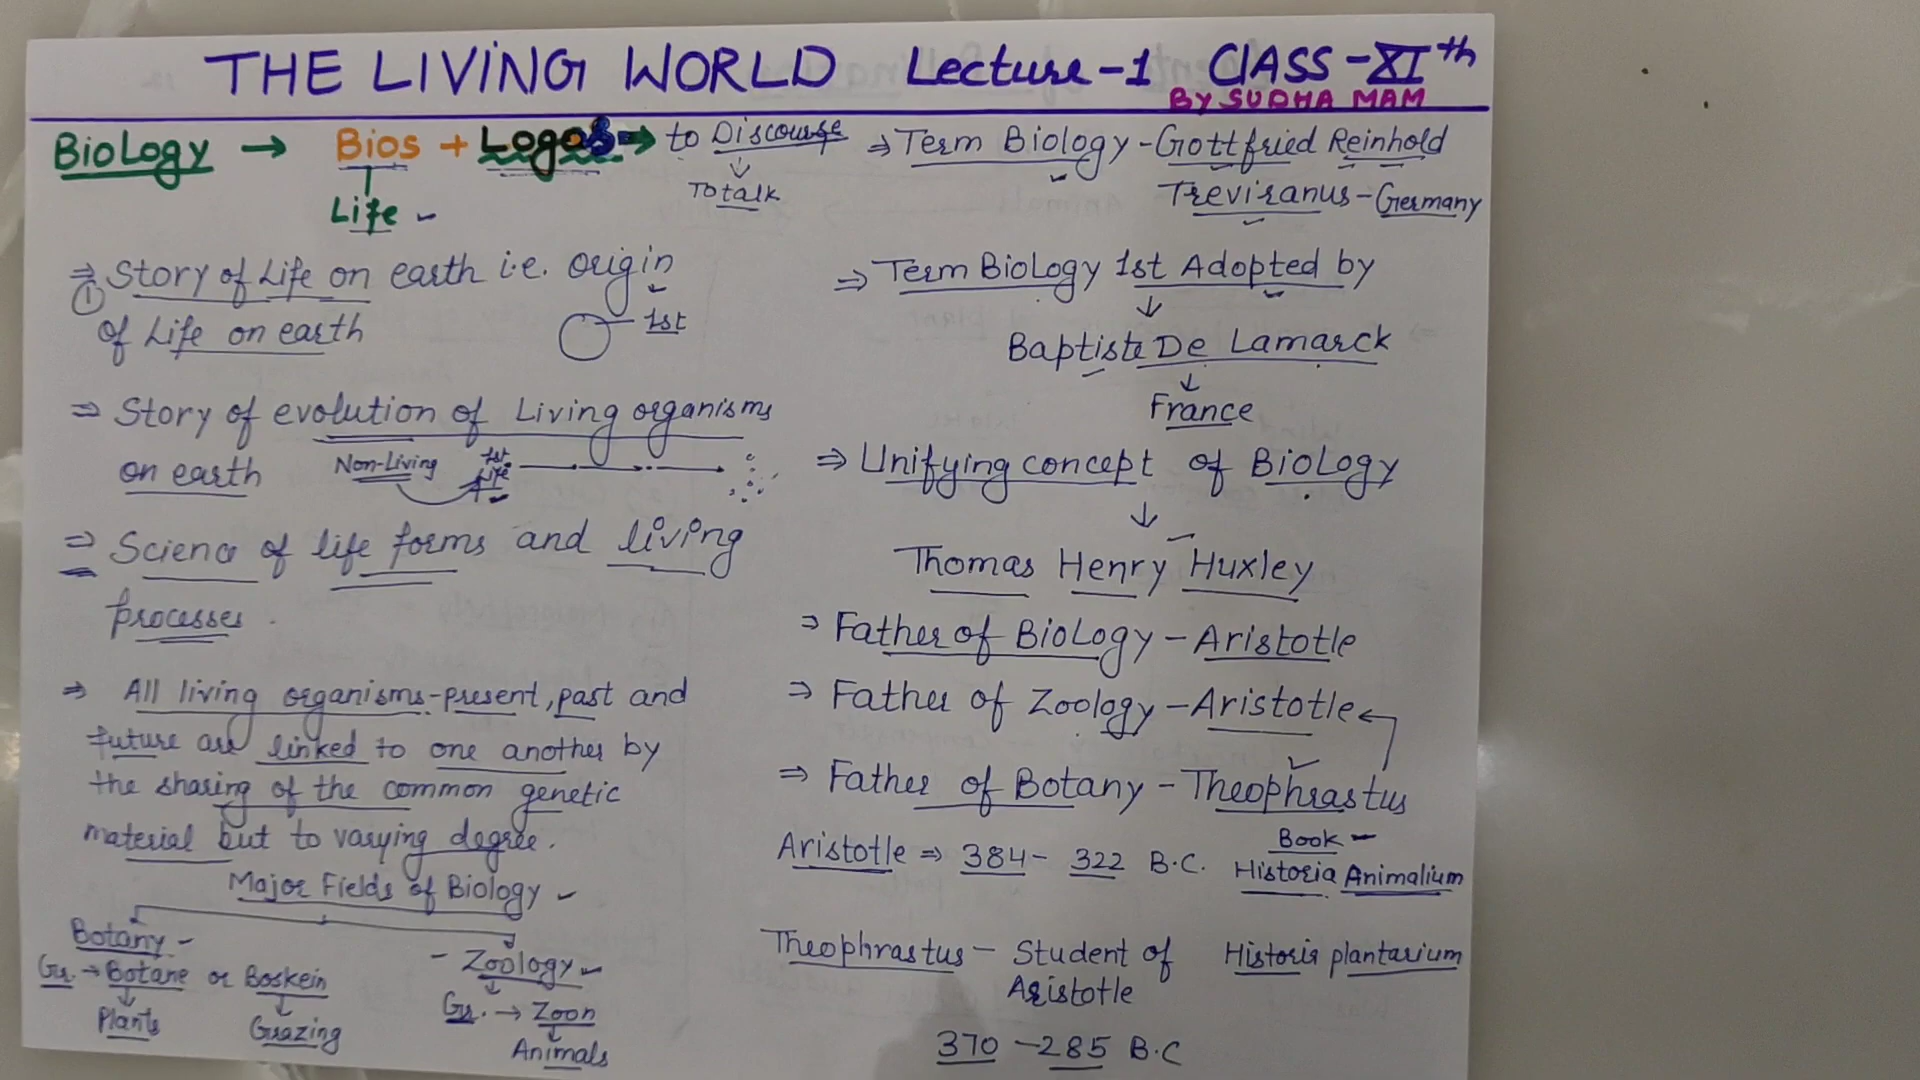 THE LIVING WORLD Lecture-1 CLASS-XIth
BY SUDHA MAM
Biology → Bios + Logos → to Discourse
Life
To talk
⇒ Story of Life on earth i.e. origin
① of Life on earth
1st
⇒ Story of evolution of Living organisms
on earth
Non-Living 1st Life
⇒ Science of life forms and living
processes.
⇒ All living organisms-present, past and
future are linked to one another by
the sharing of the common genetic
material but to varying degree.
Major Fields of Biology
Botany - - Zoology
Gr. → Botane or Boskein
Plants Grazing
Gr. → Zoon
Animals
⇒ Term Biology - Gottfried Reinhold
Treviranus - Germany
⇒ Term Biology 1st Adopted by
↓
Baptiste De Lamarck
↓
France
⇒ Unifying concept of Biology
↓
Thomas Henry Huxley
⇒ Father of Biology - Aristotle
⇒ Father of Zoology - Aristotle
⇒ Father of Botany - Theophrastus
Aristotle ⇒ 384 - 322 B.C.
Book -
Historia Animalium
Theophrastus - Student of
Aristotle
Historia plantarium
370 - 285 B.C